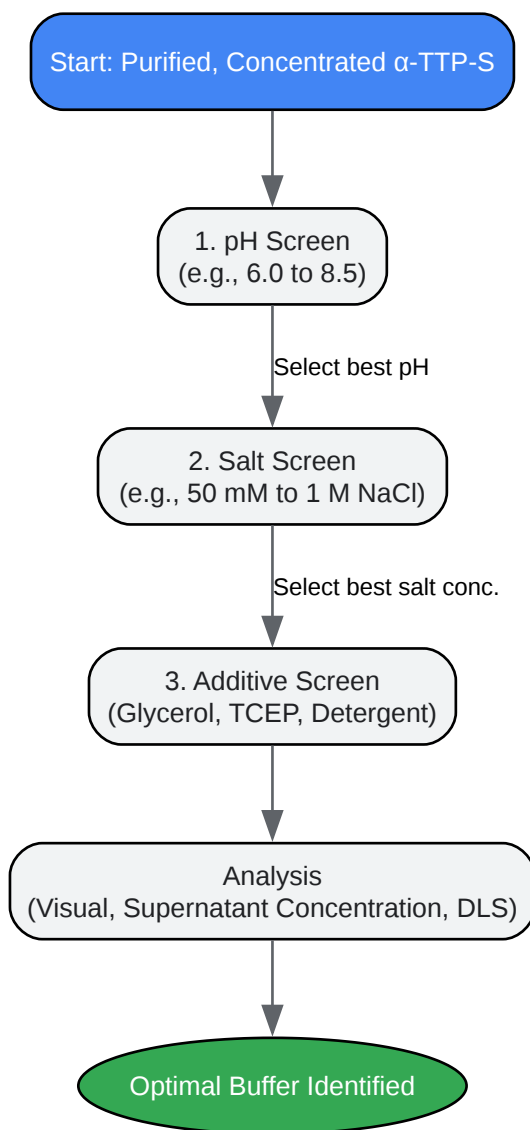 Start: Purified, Concentrated α-TTP-S
1. pH Screen
(e.g., 6.0 to 8.5)
Select best pH
2. Salt Screen
(e.g., 50 mM to 1 M NaCl)
Select best salt conc.
3. Additive Screen
(Glycerol, TCEP, Detergent)
Analysis
(Visual, Supernatant Concentration, DLS)
Optimal Buffer Identified